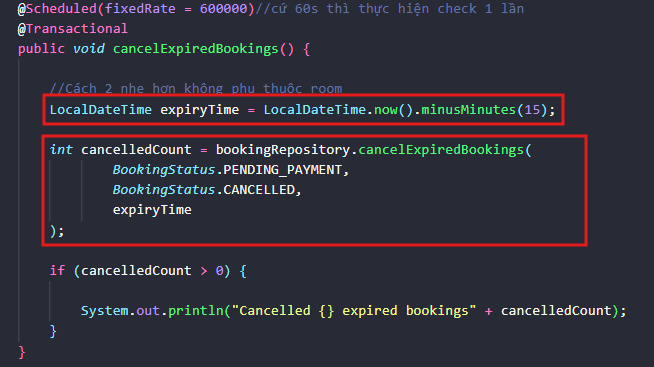 @Scheduled(fixedRate = 600000)//cứ 60s thì thực hiện check 1 lần
@Transactional
public void cancelExpiredBookings() {
//Cách 2 nhẹ hơn không phụ thuộc room
LocalDateTime expiryTime = LocalDateTime.now().minusMinutes(15);
int cancelledCount = bookingRepository.cancelExpiredBookings(
BookingStatus.PENDING_PAYMENT,
BookingStatus.CANCELLED,
expiryTime
);
if (cancelledCount > 0) {
System.out.println("Cancelled {} expired bookings" + cancelledCount);
}
}